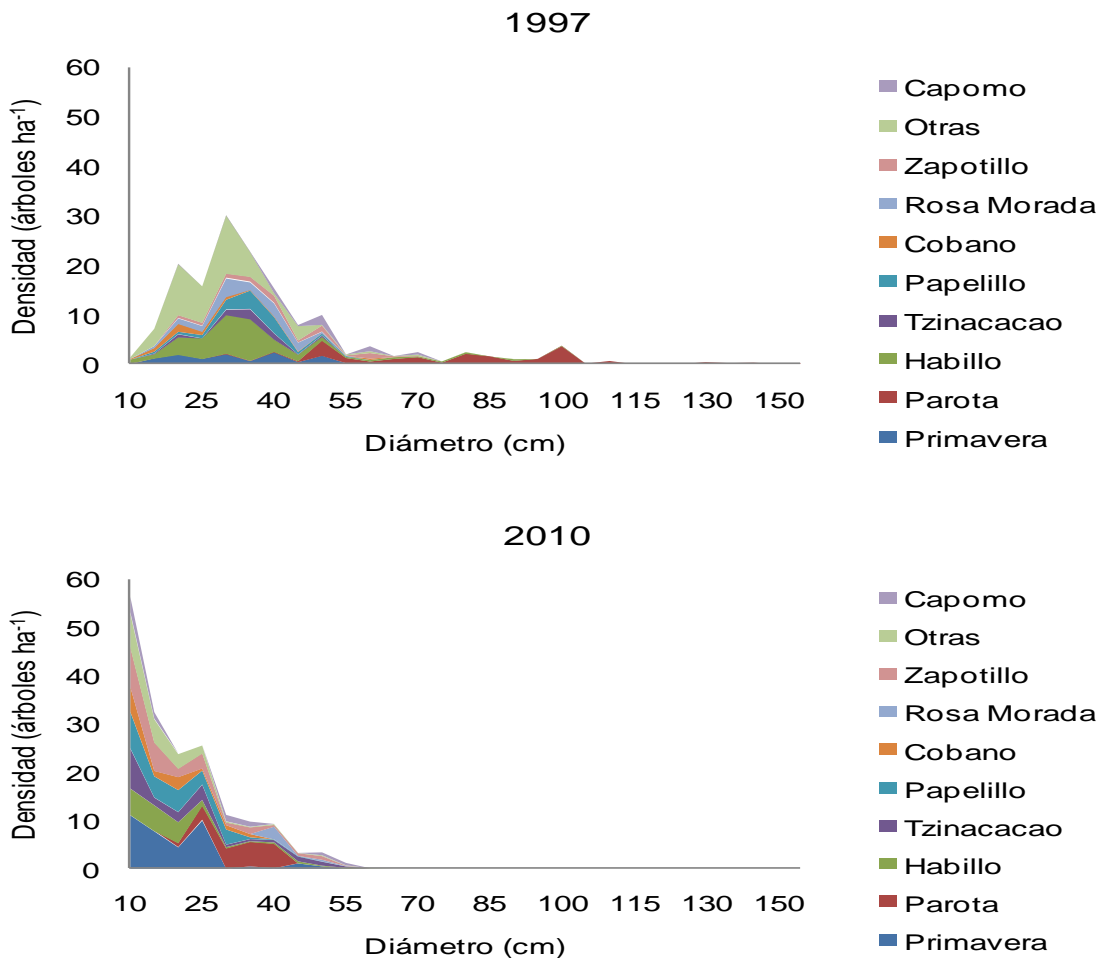 1997
60
50
40
30
20
10
0
Densidad (árboles ha⁻¹)
10 25 40 55 70 85 100 115 130 150
Diámetro (cm)
Capomo
Otras
Zapotillo
Rosa Morada
Cobano
Papelillo
Tzinacacao
Habillo
Parota
Primavera
2010
60
50
40
30
20
10
0
Densidad (árboles ha⁻¹)
10 25 40 55 70 85 100 115 130 150
Diámetro (cm)
Capomo
Otras
Zapotillo
Rosa Morada
Cobano
Papelillo
Tzinacacao
Habillo
Parota
Primavera